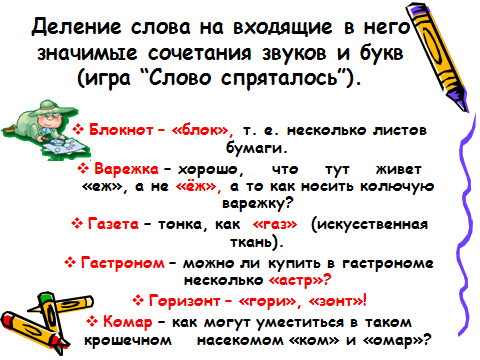 Деление слова на входящие в него
значимые сочетания звуков и букв
(игра “Слово спряталось”).
❖ Блокнот – «блок», т. е. несколько листов
бумаги.
❖ Варежка – хорошо, что тут живет
«еж», а не «ёж», а то как носить колючую
варежку?
❖ Газета – тонка, как «газ» (искусственная
ткань).
❖ Гастроном – можно ли купить в гастрономе
несколько «астр»?
❖ Горизонт – «гори», «зонт»!
❖ Комар – как могут уместиться в таком
крошечном насекомом «ком» и «омар»?